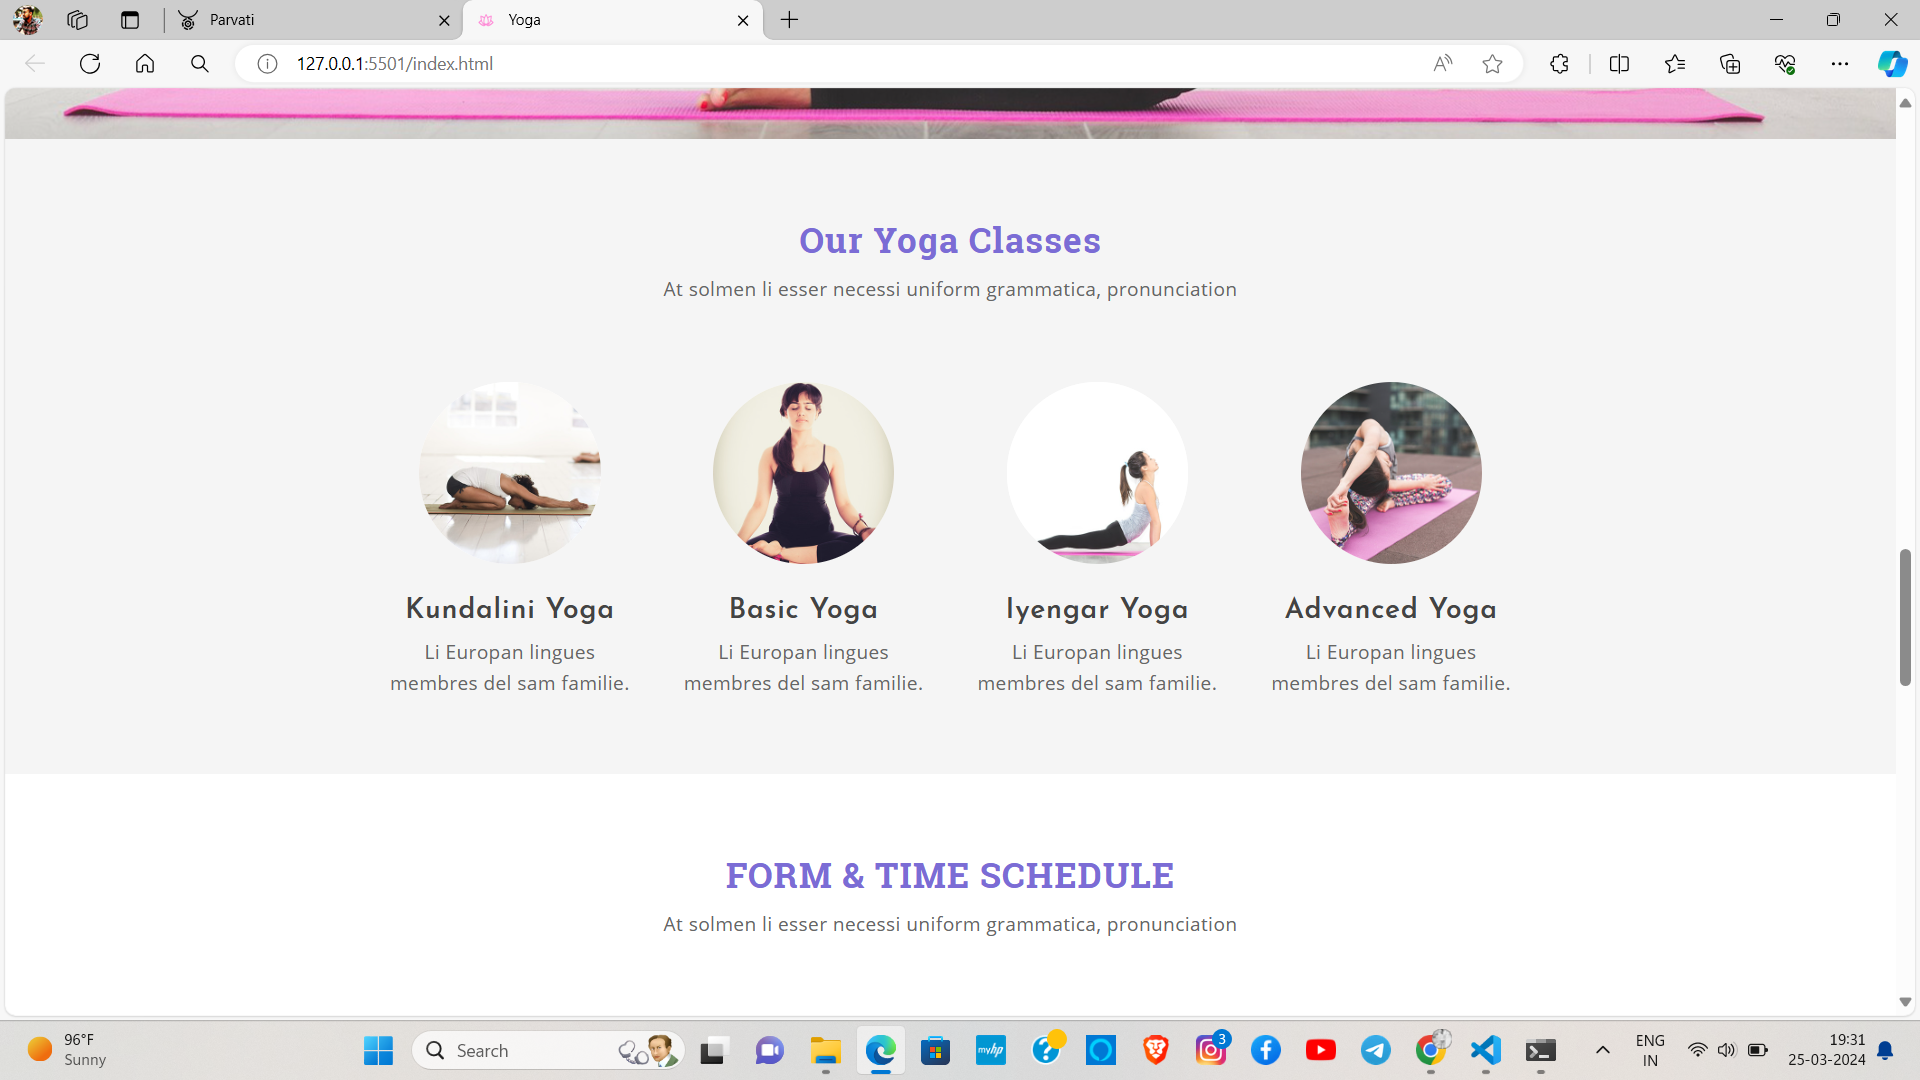 Parvati
Yoga
127.0.0.1:5501/index.html
Our Yoga Classes
At solmen li esser necessi uniform grammatica, pronunciation
Kundalini Yoga
Li Europan lingues
membres del sam familie.
Basic Yoga
Li Europan lingues
membres del sam familie.
Iyengar Yoga
Li Europan lingues
membres del sam familie.
Advanced Yoga
Li Europan lingues
membres del sam familie.
FORM & TIME SCHEDULE
At solmen li esser necessi uniform grammatica, pronunciation
96°F
Sunny
Search
myhp
3
ENG
IN
19:31
25-03-2024